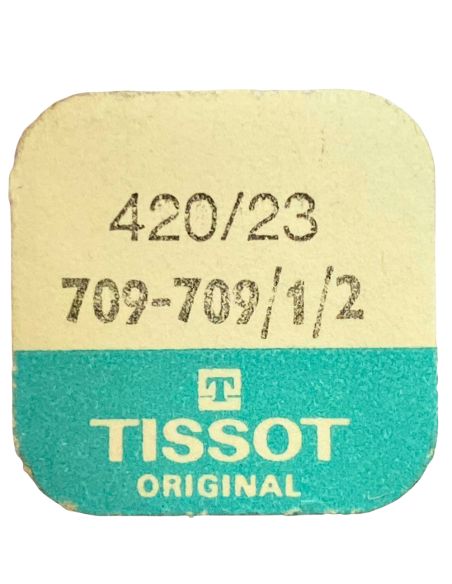 420/23
709-709/1/2
T
TISSOT
ORIGINAL